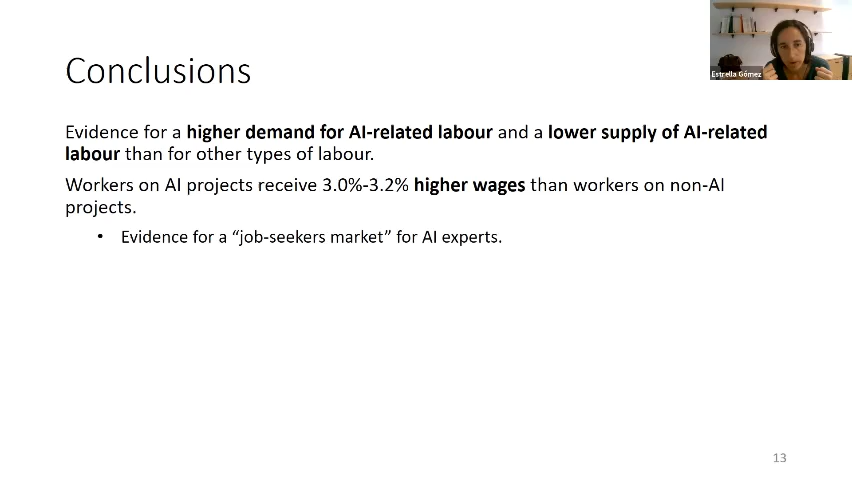 Conclusions
Estrella Gómez
Evidence for a higher demand for AI-related labour and a lower supply of AI-related
labour than for other types of labour.
Workers on AI projects receive 3.0%-3.2% higher wages than workers on non-AI
projects.
• Evidence for a “job-seekers market” for AI experts.
13